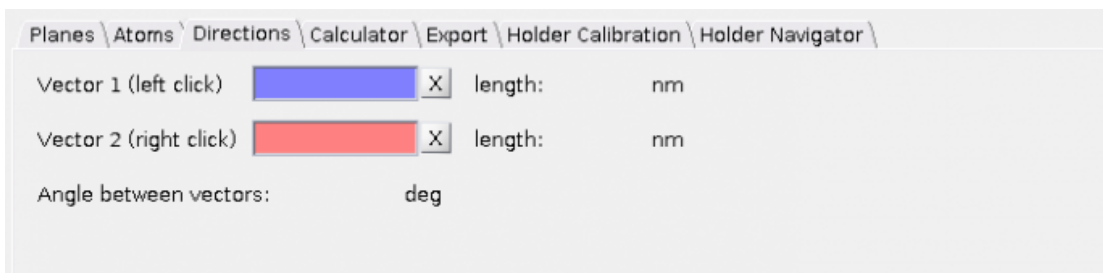 Planes Atoms Directions Calculator Export Holder Calibration Holder Navigator
Vector 1 (left click) X length: nm
Vector 2 (right click) X length: nm
Angle between vectors: deg